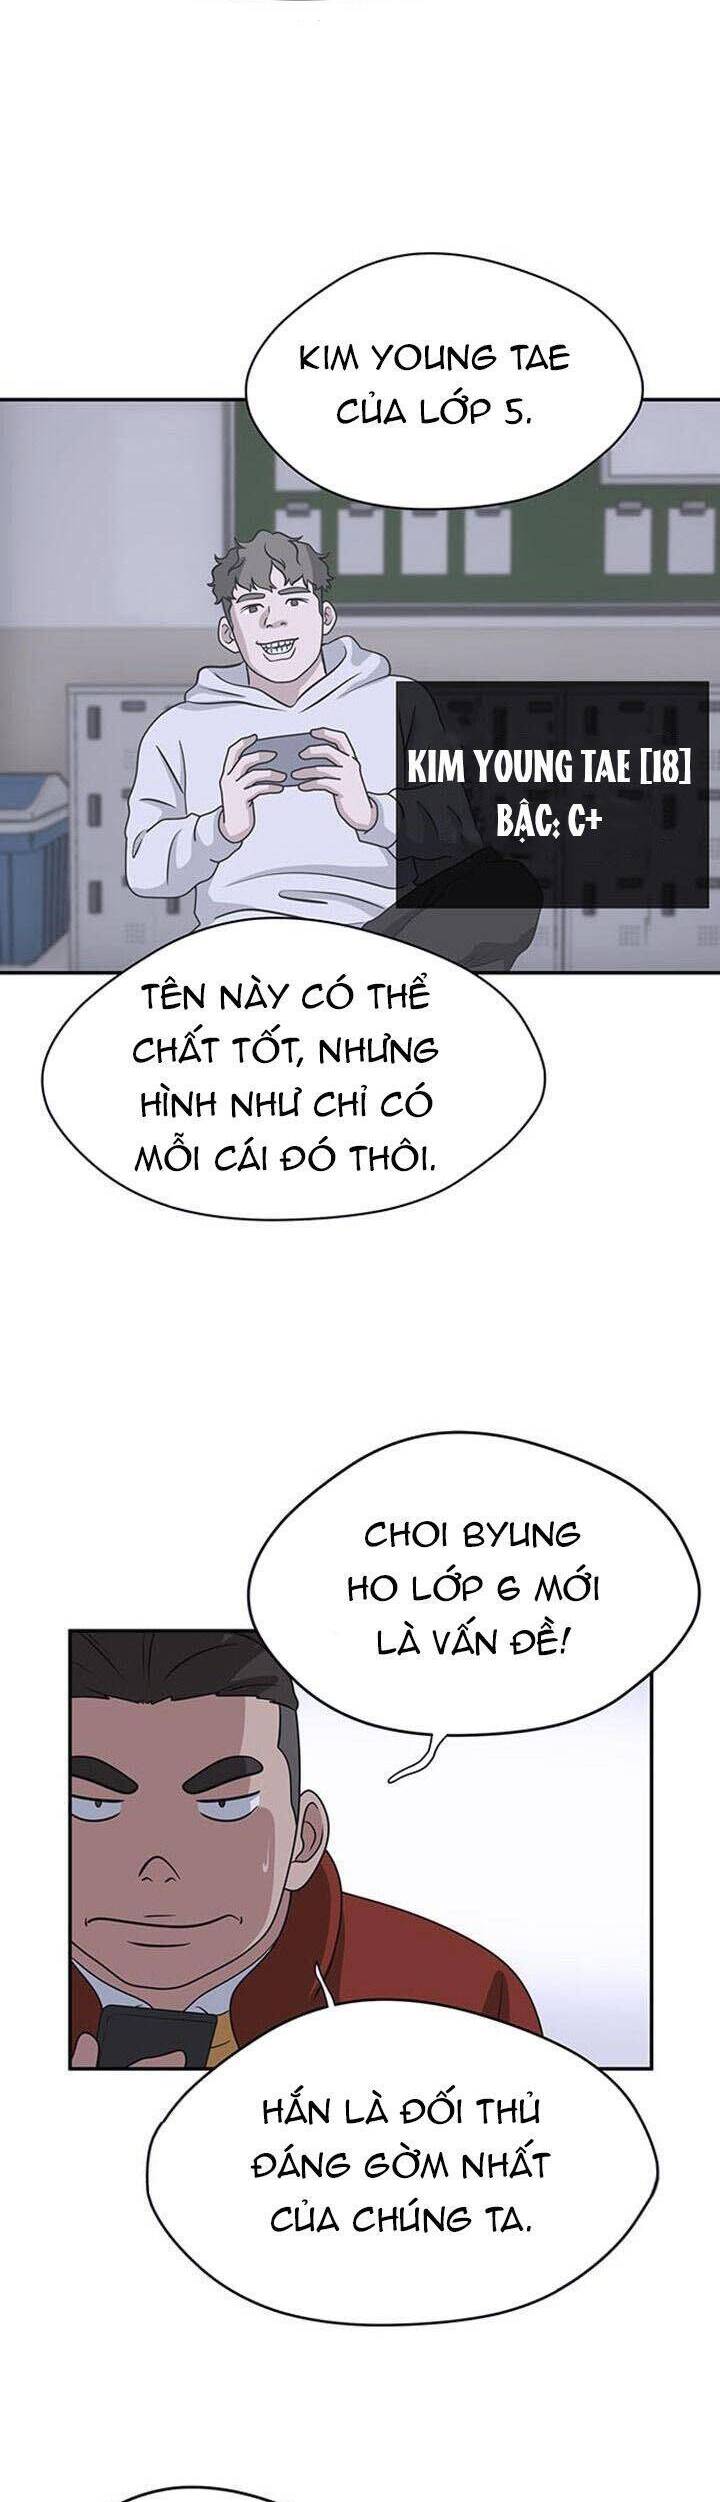 KIM YOUNG TAE
CỦA LỚP 5.
KIM YOUNG TAE [18]
BẬC: C+
TÊN NÀY CÓ THỂ
CHẤT TỐT, NHƯNG
HÌNH NHƯ CHỈ CÓ
MỖI CÁI ĐÓ THÔI.
CHOI BYUNG
HO LỚP 6 MỚI
LÀ VẤN ĐỀ!
HẮN LÀ ĐỐI THỦ
ĐÁNG GỜM NHẤT
CỦA CHÚNG TA.